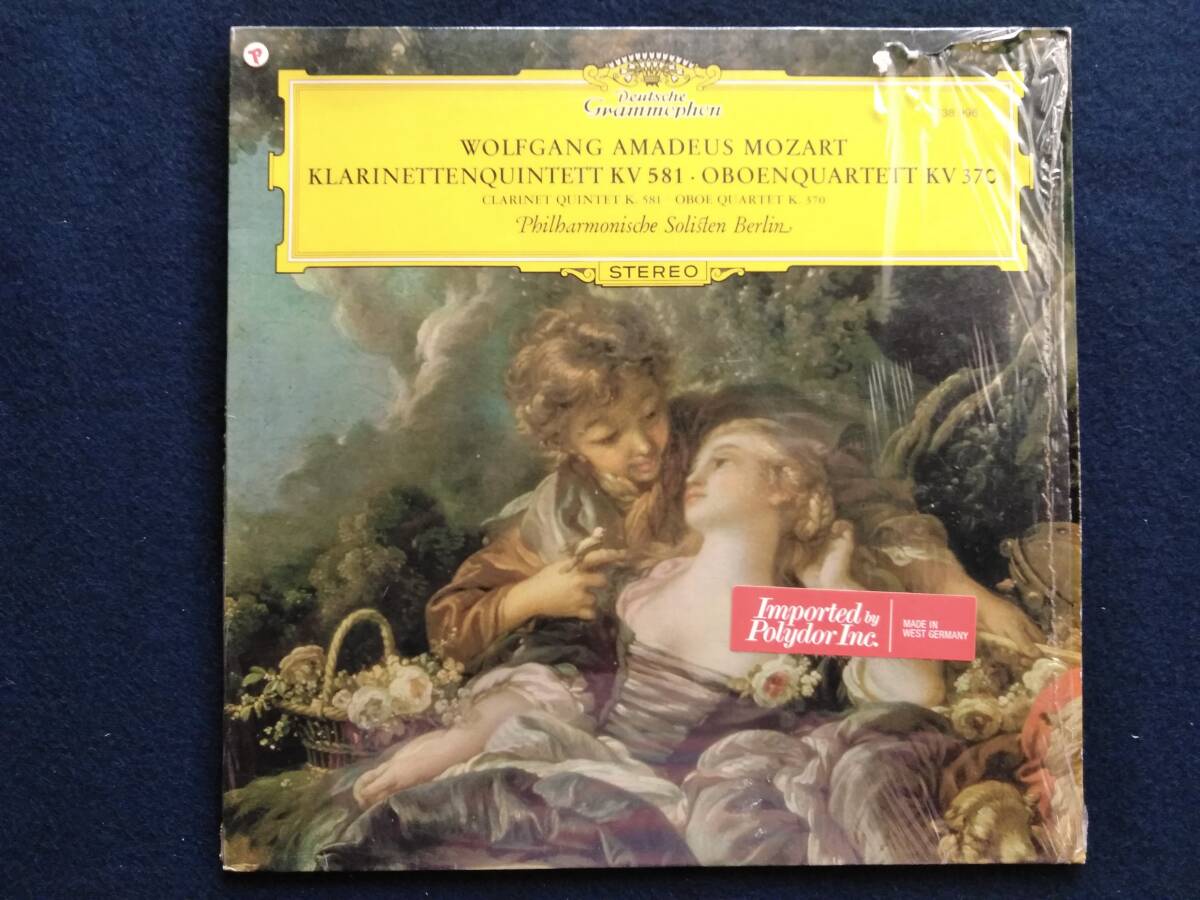 P
Deutsche
Grammophon
WOLFGANG AMADEUS MOZART
KLARINETTENQUINTETT KV 581 · OBOENQUARTETT KV 370
CLARINET QUINTET K. 581 · OBOE QUARTET K. 370
Philharmonische Solisten Berlin
STEREO
Imported by
Polydor Inc.
MADE IN
WEST GERMANY